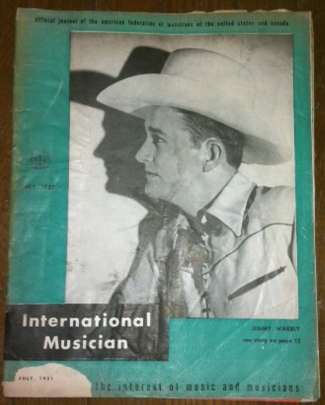 official journal of the american federation of musicians of the united states and canada
JULY, 1951
International
Musician
JIMMY WAKELY
see story on page 12
JULY, 1951
the interest of music and musicians